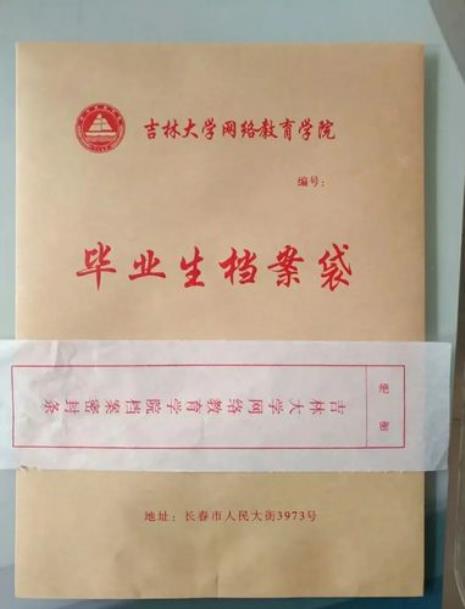 吉林大学网络教育学院
编号：
毕业生档案袋
绝密
吉林大学网络教育学院档案密封条
地址：长春市人民大街3973号